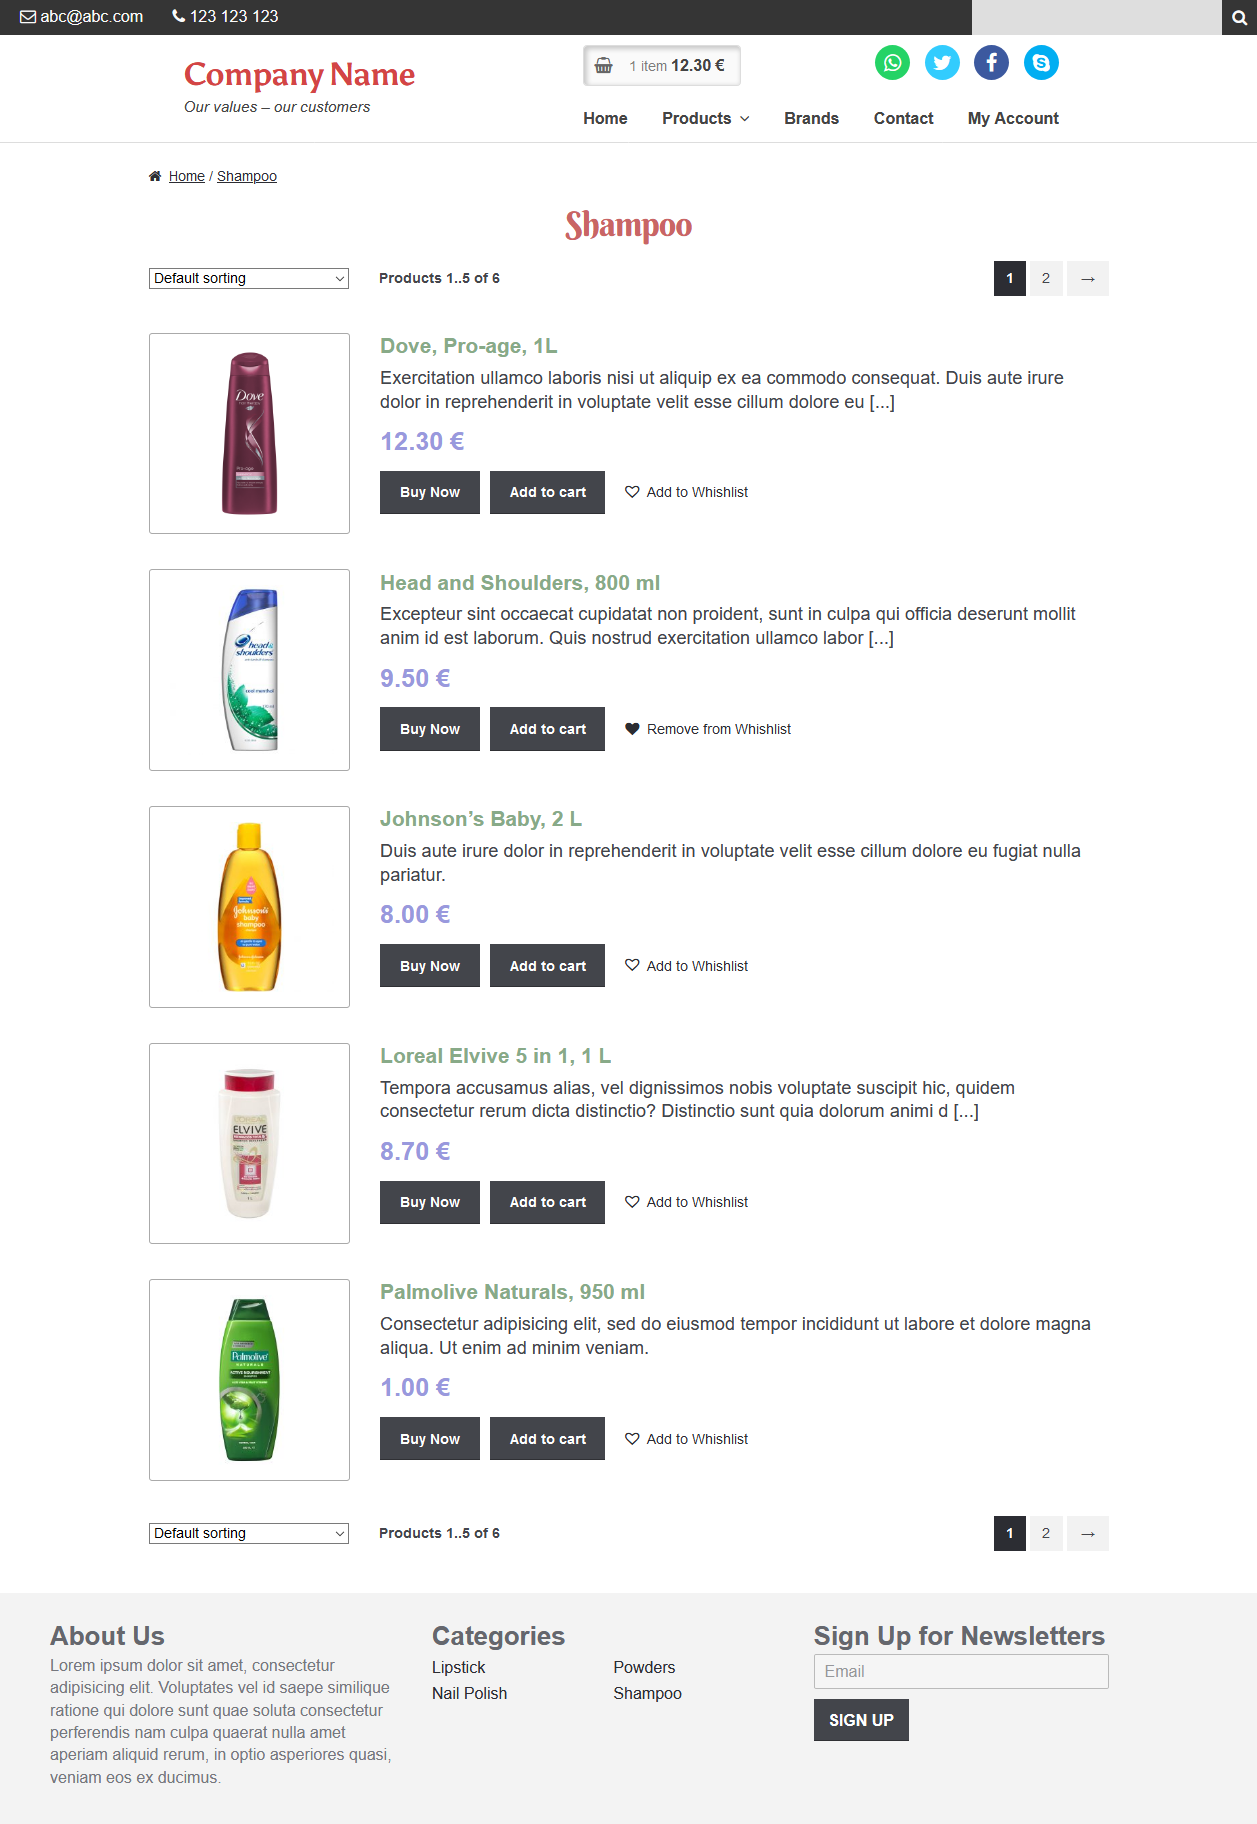 abc@abc.com 123 123 123
Company Name
Our values – our customers
1 item 12.30 €
Home Products Brands Contact My Account
Home / Shampoo
Shampoo
Default sorting Products 1..5 of 6 1 2 →
Dove, Pro-age, 1L
Exercitation ullamco laboris nisi ut aliquip ex ea commodo consequat. Duis aute irure
dolor in reprehenderit in voluptate velit esse cillum dolore eu [...]
12.30 €
Buy Now Add to cart Add to Whishlist
Dove
Pro-age
Head and Shoulders, 800 ml
Excepteur sint occaecat cupidatat non proident, sunt in culpa qui officia deserunt mollit
anim id est laborum. Quis nostrud exercitation ullamco labor [...]
9.50 €
Buy Now Add to cart Remove from Whishlist
head&
shoulders
cool menthol
Johnson’s Baby, 2 L
Duis aute irure dolor in reprehenderit in voluptate velit esse cillum dolore eu fugiat nulla
pariatur.
8.00 €
Buy Now Add to cart Add to Whishlist
Johnson's
baby
shampoo
Loreal Elvive 5 in 1, 1 L
Tempora accusamus alias, vel dignissimos nobis voluptate suscipit hic, quidem
consectetur rerum dicta distinctio? Distinctio sunt quia dolorum animi d [...]
8.70 €
Buy Now Add to cart Add to Whishlist
ELVIVE
Palmolive Naturals, 950 ml
Consectetur adipisicing elit, sed do eiusmod tempor incididunt ut labore et dolore magna
aliqua. Ut enim ad minim veniam.
1.00 €
Buy Now Add to cart Add to Whishlist
Palmolive
NATURALS
ACTIVE NOURISHMENT
Default sorting Products 1..5 of 6 1 2 →
About Us
Lorem ipsum dolor sit amet, consectetur
adipisicing elit. Voluptates vel id saepe similique
ratione qui dolore sunt quae soluta consectetur
perferendis nam culpa quaerat nulla amet
aperiam aliquid rerum, in optio asperiores quasi,
veniam eos ex ducimus.
Categories
Lipstick Powders
Nail Polish Shampoo
Sign Up for Newsletters
Email
SIGN UP